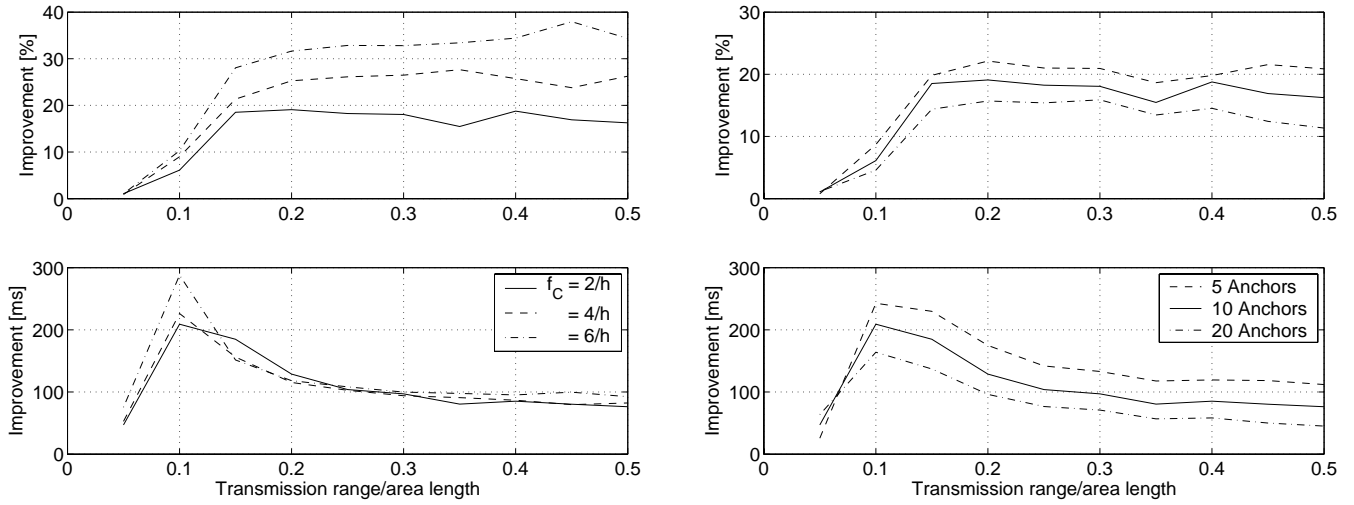 40
30
20
10
0
Improvement [%]
0 0.1 0.2 0.3 0.4 0.5
30
20
10
0
Improvement [%]
0 0.1 0.2 0.3 0.4 0.5
300
200
100
0
Improvement [ms]
f_C = 2/h
= 4/h
= 6/h
0 0.1 0.2 0.3 0.4 0.5
Transmission range/area length
300
200
100
0
Improvement [ms]
5 Anchors
10 Anchors
20 Anchors
0 0.1 0.2 0.3 0.4 0.5
Transmission range/area length